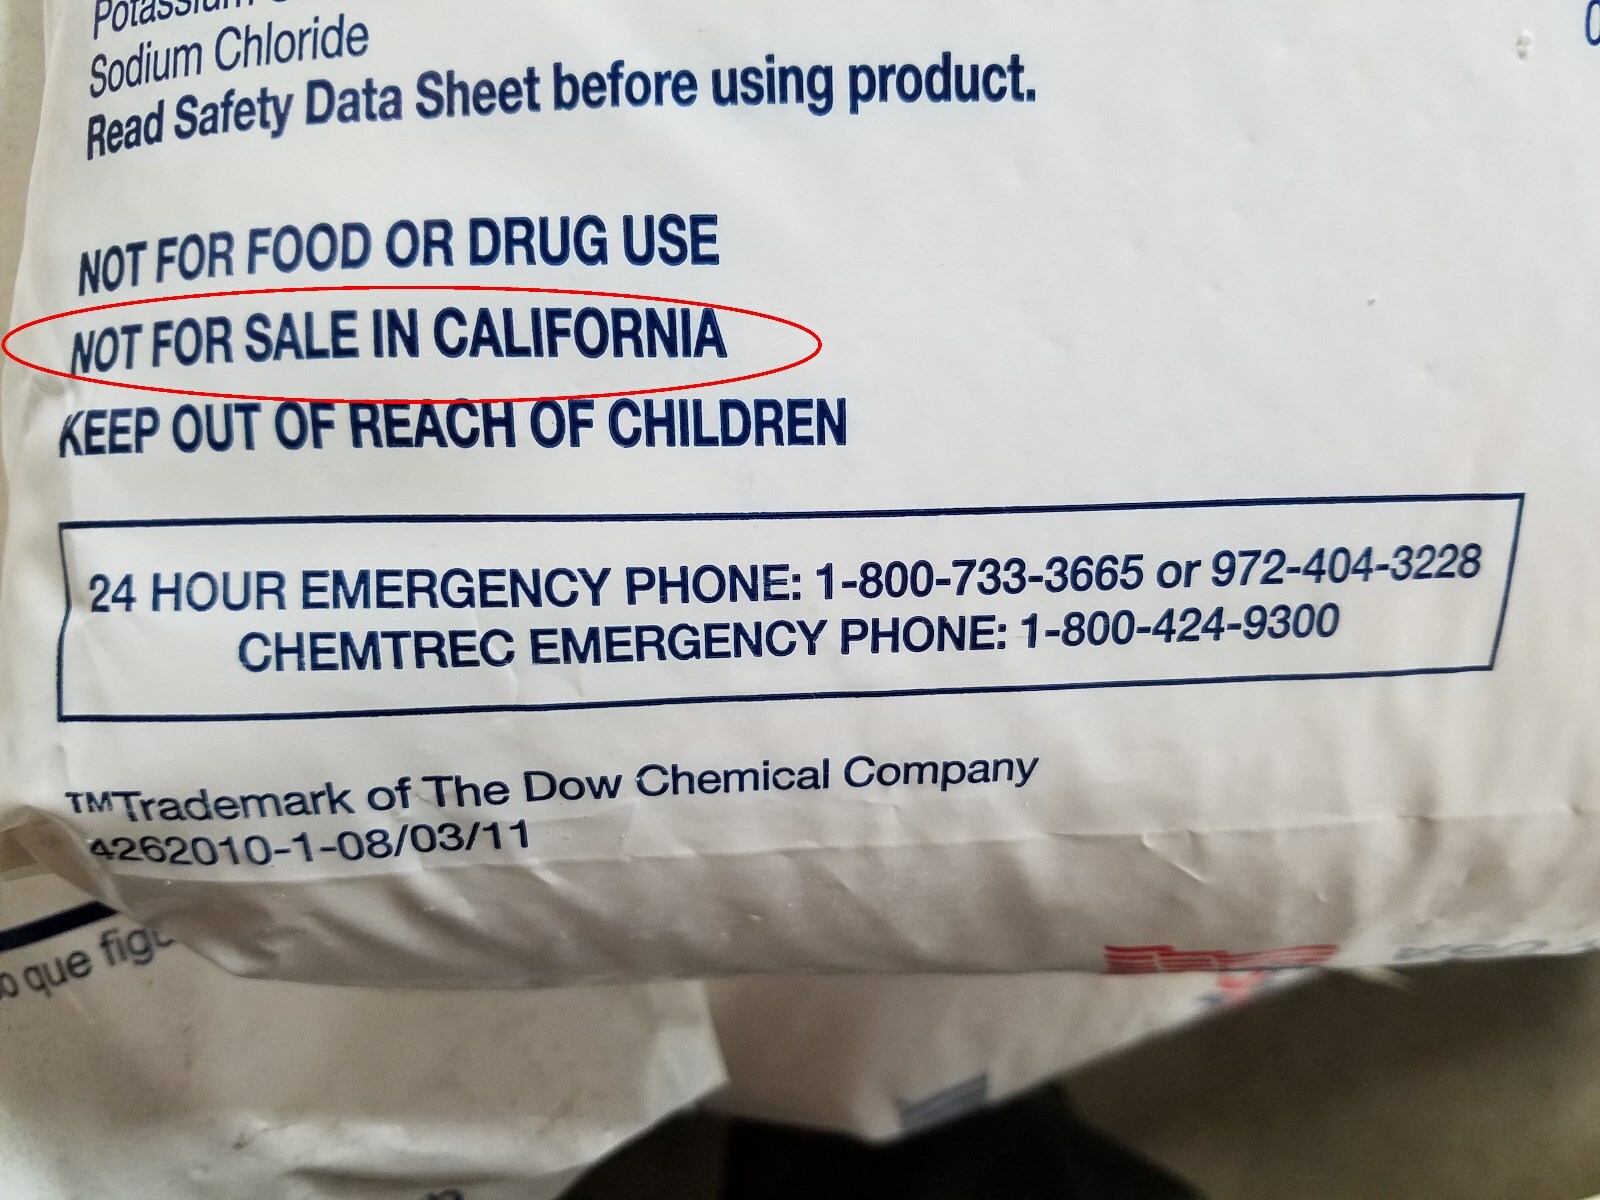 Sodium Chloride
Read Safety Data Sheet before using product.
NOT FOR FOOD OR DRUG USE
NOT FOR SALE IN CALIFORNIA
KEEP OUT OF REACH OF CHILDREN
24 HOUR EMERGENCY PHONE: 1-800-733-3665 or 972-404-3228
CHEMTREC EMERGENCY PHONE: 1-800-424-9300
™Trademark of The Dow Chemical Company
4262010-1-08/03/11
que